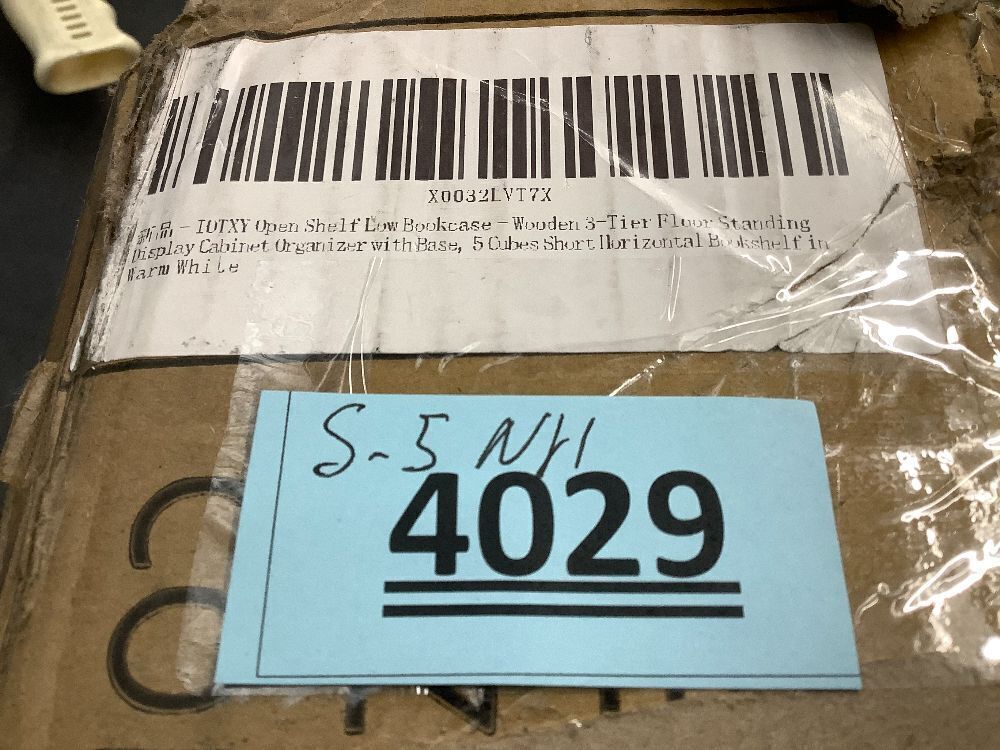 X0032LVT7X
新品 - IOTXY Open Shelf Low Bookcase - Wooden 3-Tier Floor Standing
Display Cabinet Organizer with Base, 5 Cubes Short Horizontal Bookshelf in
Warm White
S-5
4029